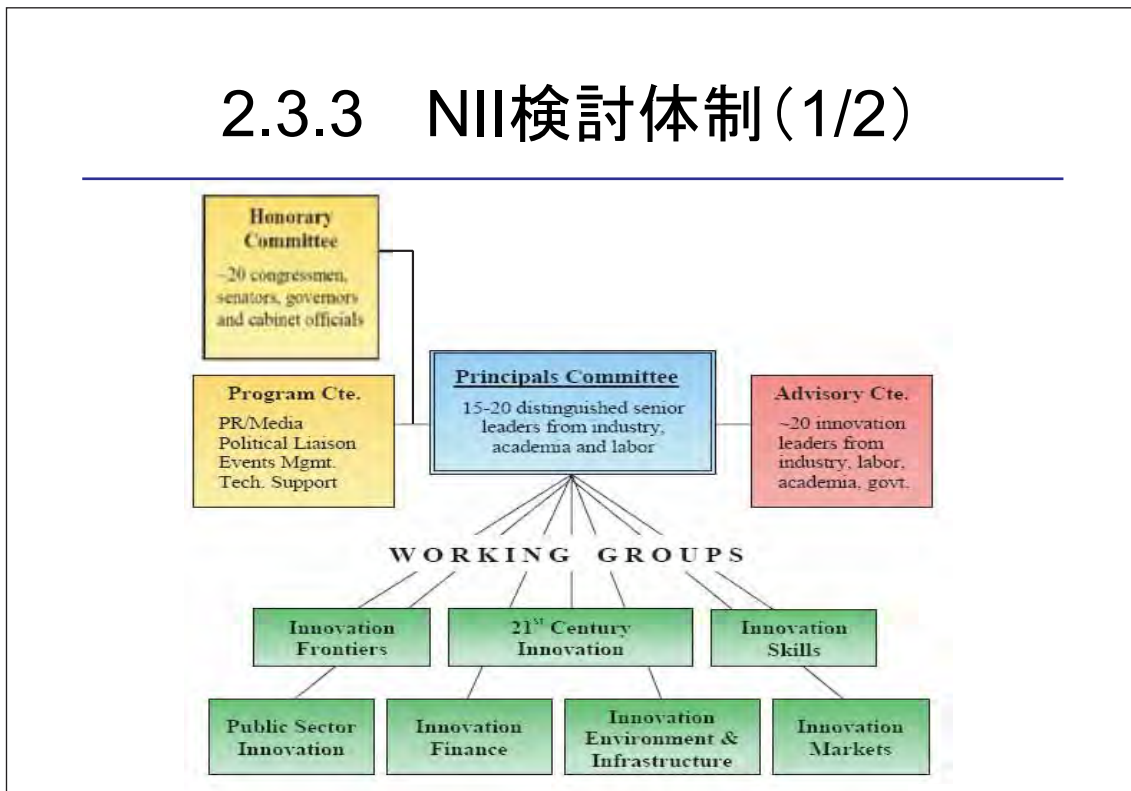 2.3.3 NII検討体制(1/2)
Honorary
Committee
~20 congressmen,
senators, governors
and cabinet officials
Program Cte.
PR/Media
Political Liaison
Events Mgmt.
Tech. Support
Principals Committee
15-20 distinguished senior
leaders from industry,
academia and labor
Advisory Cte.
~20 innovation
leaders from
industry, labor,
academia, govt.
WORKING GROUPS
Innovation
Frontiers
21st Century
Innovation
Innovation
Skills
Public Sector
Innovation
Innovation
Finance
Innovation
Environment &
Infrastructure
Innovation
Markets